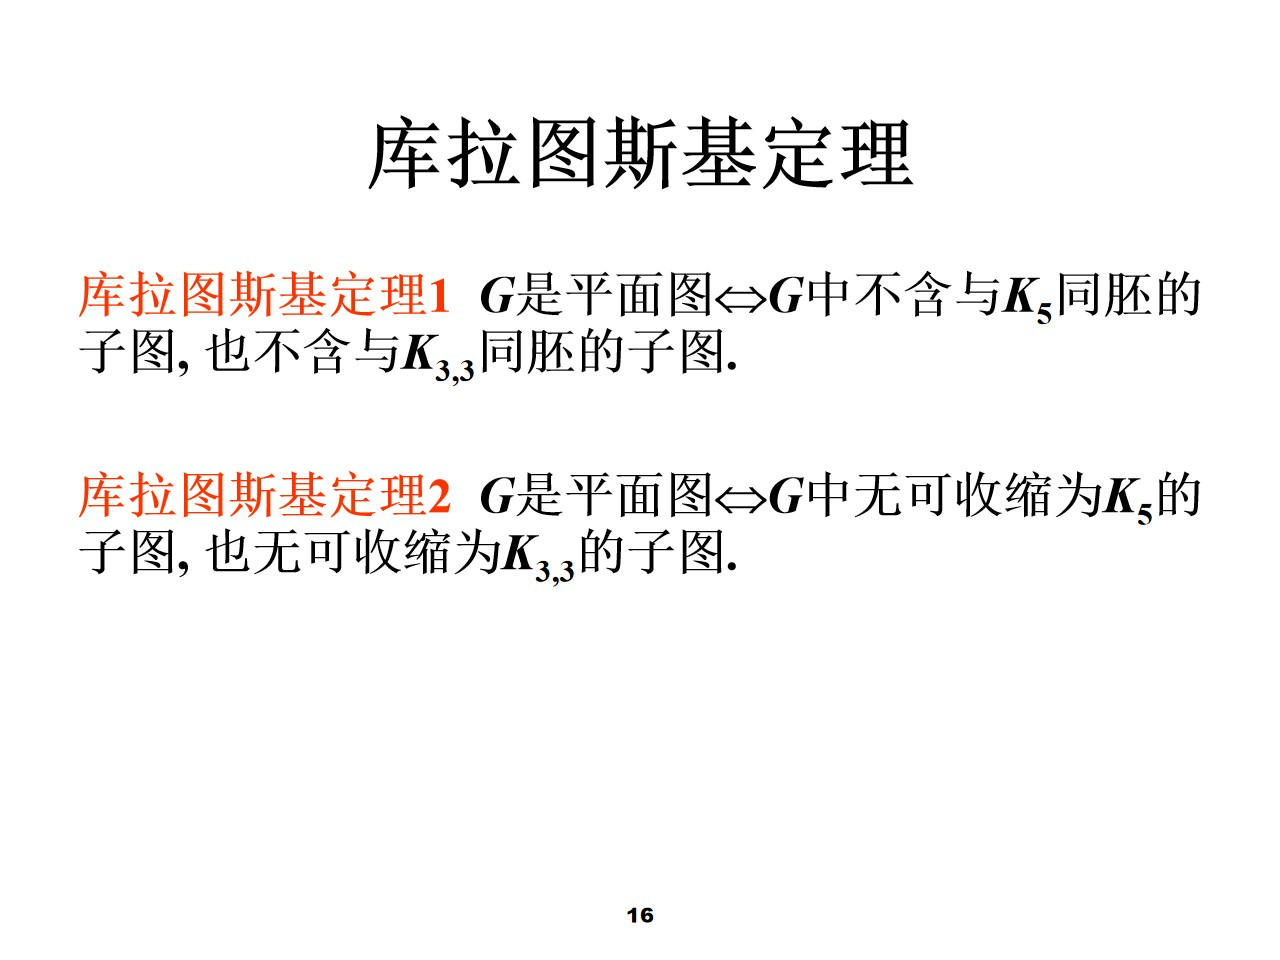 库拉图斯基定理
库拉图斯基定理1 G是平面图⇔G中不含与K5同胚的
子图, 也不含与K3,3同胚的子图.
库拉图斯基定理2 G是平面图⇔G中无可收缩为K5的
子图, 也无可收缩为K3,3的子图.
16